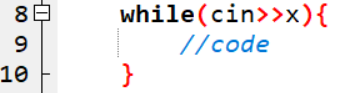 8 while(cin>>x){
9 //code
10 }